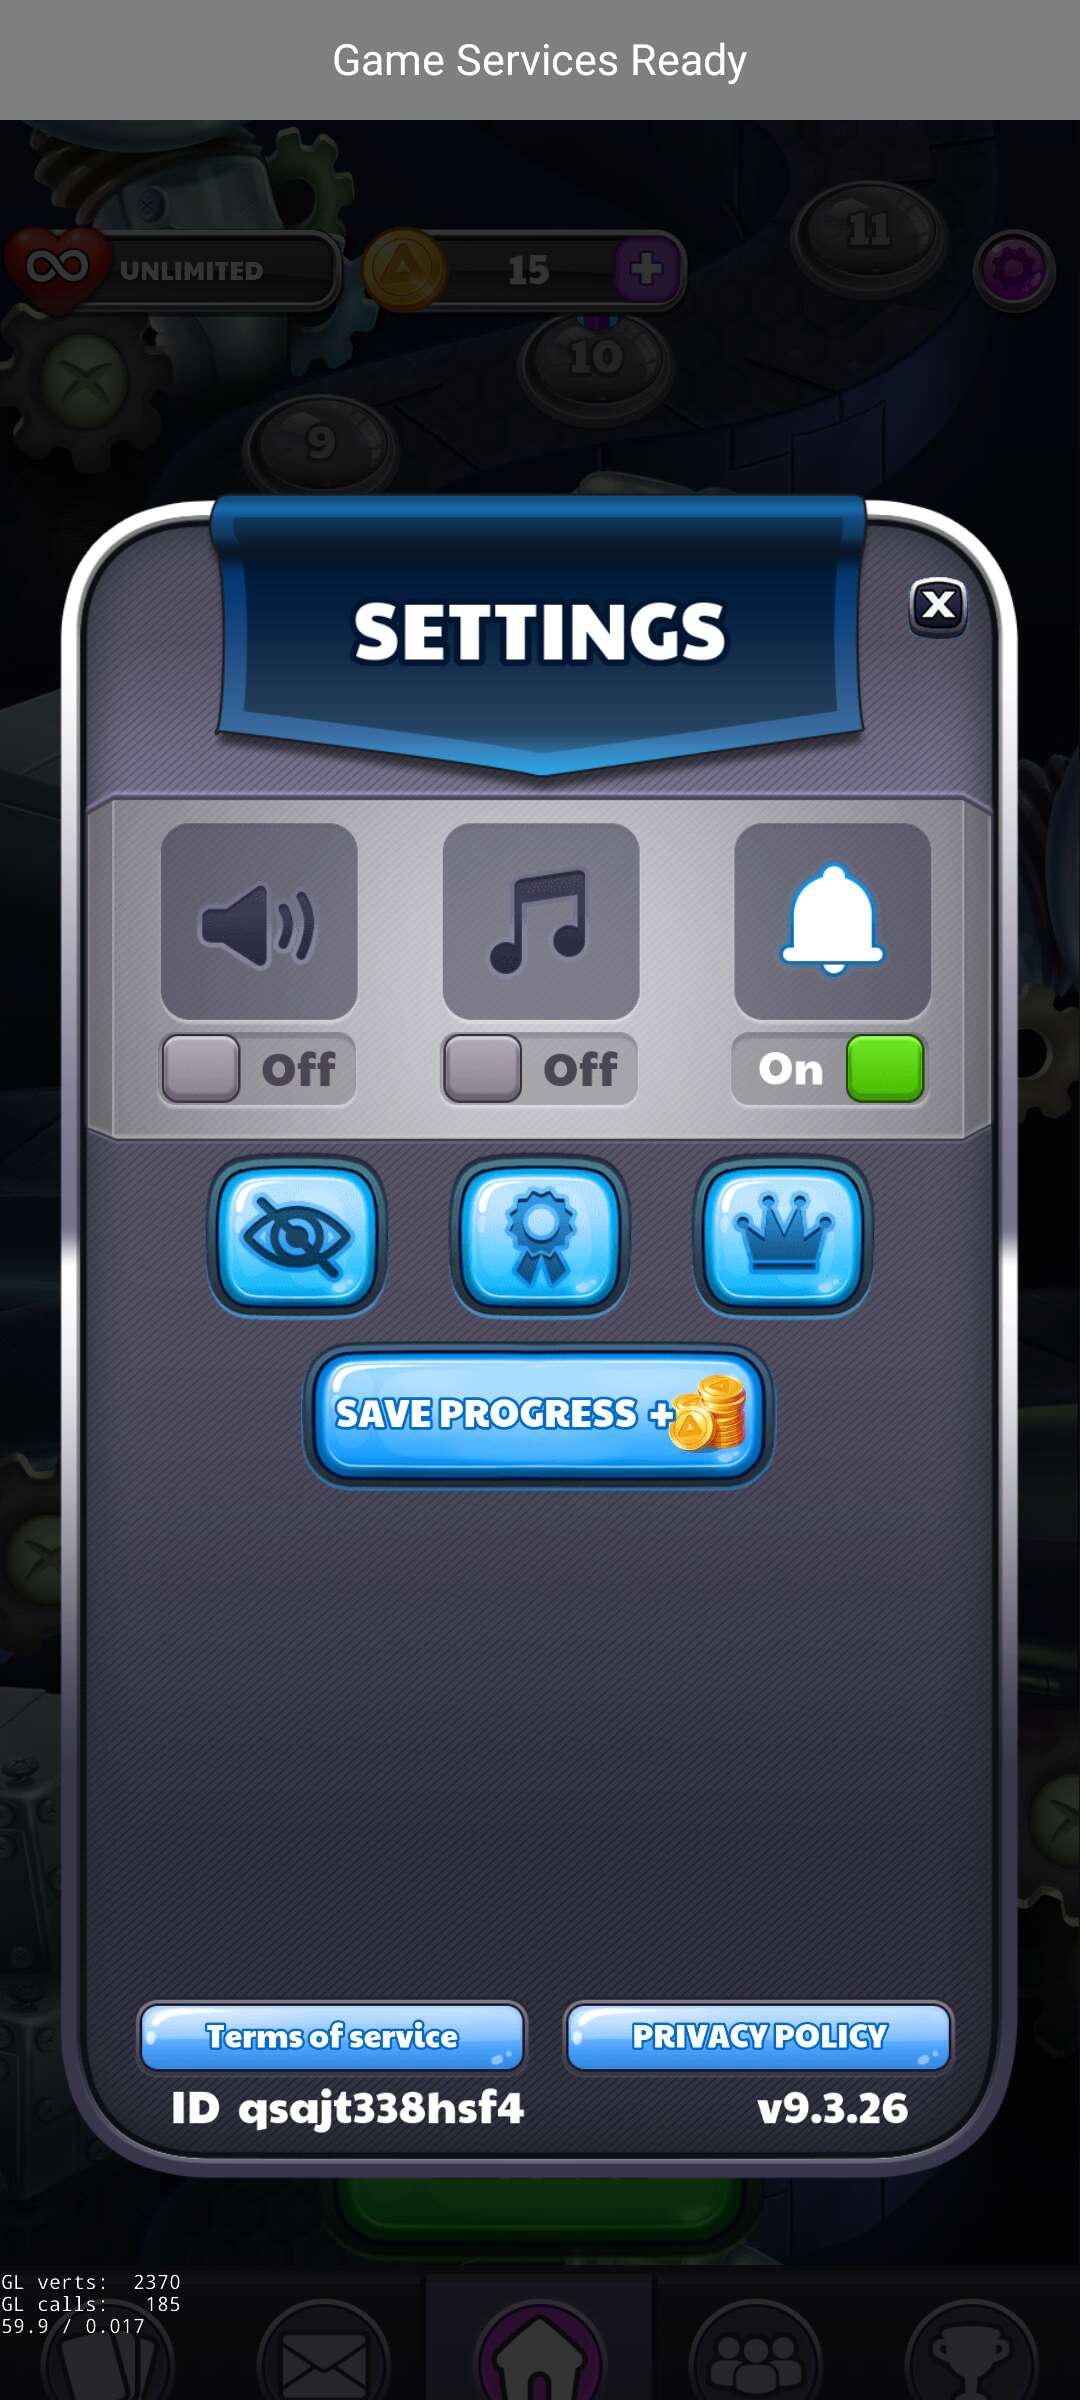 Game Services Ready
11
UNLIMITED
15
10
9
SETTINGS
Off
Off
On
SAVE PROGRESS +
Terms of service
PRIVACY POLICY
ID qsqjt338hsf4
v9.3.26
GL verts: 2370
GL calls: 185
59.9 / 0.017